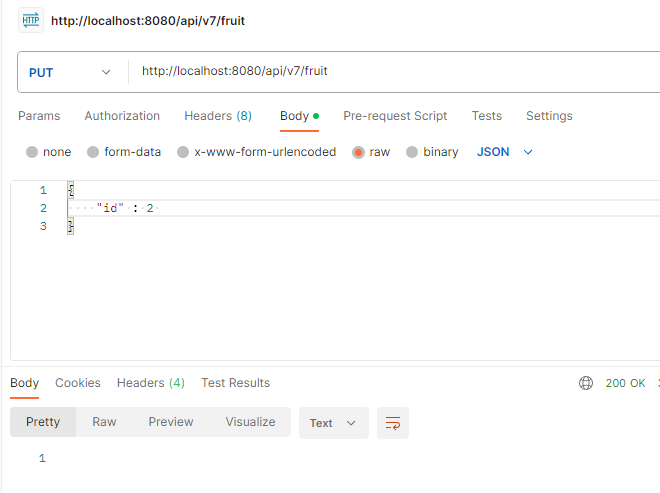 HTTP http://localhost:8080/api/v7/fruit
PUT http://localhost:8080/api/v7/fruit
Params Authorization Headers (8) Body Pre-request Script Tests Settings
none form-data x-www-form-urlencoded raw binary JSON
1 {
2 "id" : 2
3 }
Body Cookies Headers (4) Test Results 200 OK
Pretty Raw Preview Visualize Text
1